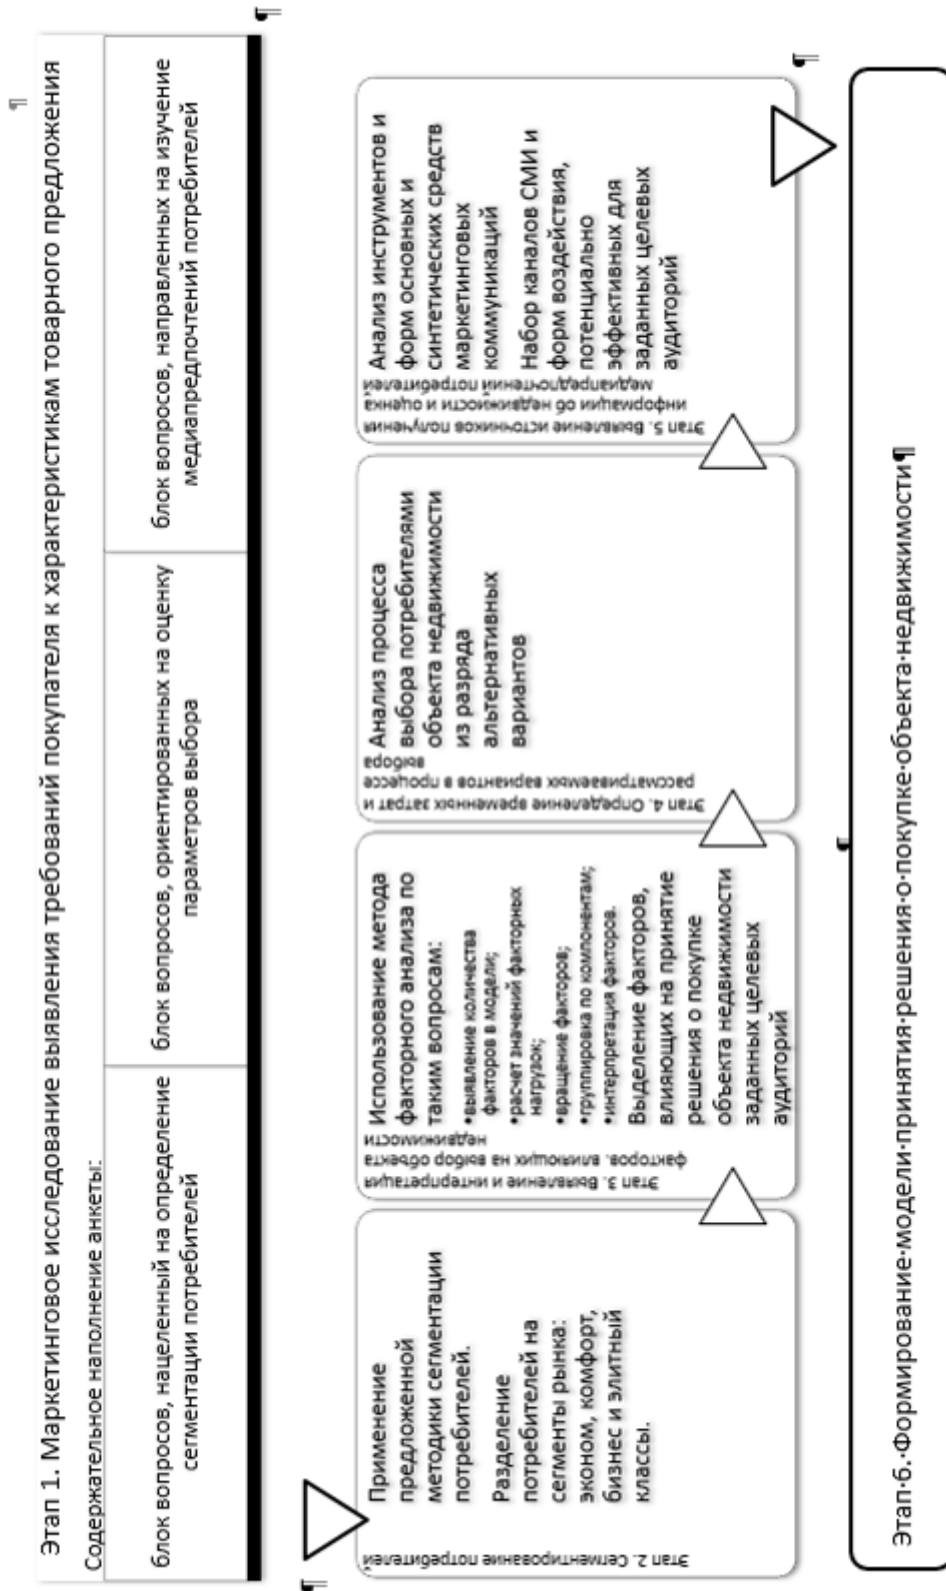 Этап 1. Маркетинговое исследование выявления требований покупателя к характеристикам товарного предложения
Содержательное наполнение анкеты:
блок вопросов, нацеленный на определение
сегментации потребителей
блок вопросов, ориентированных на оценку
параметров выбора
блок вопросов, направленных на изучение
медиапредпочтений потребителей
Этап 2. Сегментирование потребителей
Применение
предложенной
методики сегментации
потребителей.
Разделение
потребителей на
сегменты рынка:
эконом, комфорт,
бизнес и элитный
классы.
Этап 3. Выявление и интерпретация
факторов, влияющих на выбор объекта
недвижимости
Использование метода
факторного анализа по
таким вопросам:
•выявление количества
факторов в модели;
•расчет значений факторных
нагрузок;
•вращение факторов;
•группировка по компонентам;
•интерпретация факторов.
Выделение факторов,
влияющих на принятие
решения о покупке
объекта недвижимости
заданных целевых
аудиторий
Этап 4. Определение временных затрат и
рассматриваемых вариантов в процессе
выбора
Анализ процесса
выбора потребителями
объекта недвижимости
из разряда
альтернативных
вариантов
Этап 5. Выявление источников получения
информации об недвижимости и оценка
медиапредпочтений потребителей
Анализ инструментов и
форм основных и
синтетических средств
маркетинговых
коммуникаций
Набор каналов СМИ и
форм воздействия,
потенциально
эффективных для
заданных целевых
аудиторий
Этап·6.·Формирование·модели·принятия·решения·о·покупке·объекта·недвижимости¶